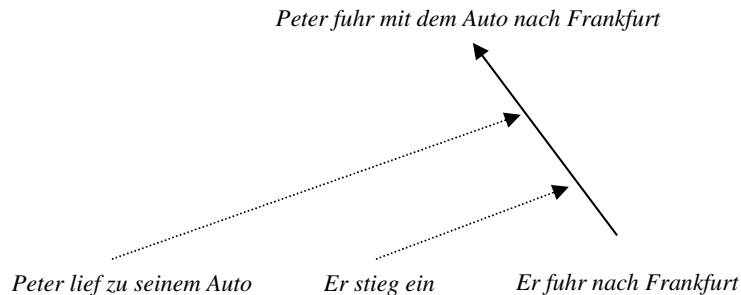 Peter fuhr mit dem Auto nach Frankfurt
Peter lief zu seinem Auto Er stieg ein Er fuhr nach Frankfurt